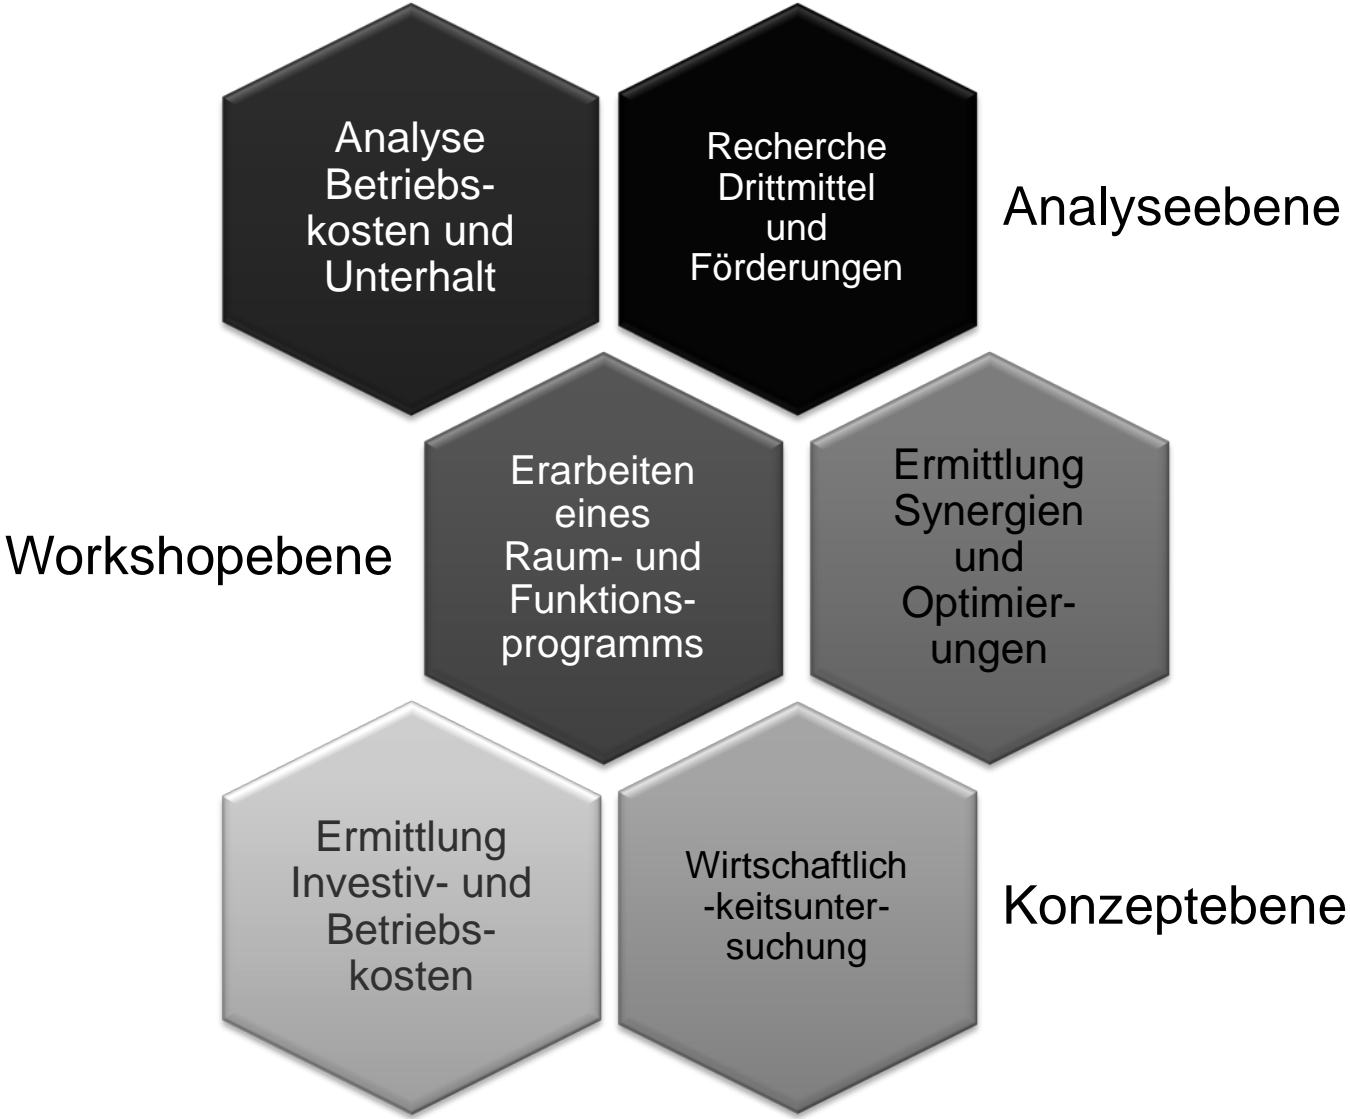 Analyse
Betriebs-
kosten und
Unterhalt
Recherche
Drittmittel
und
Förderungen
Analyseebene
Workshopebene
Erarbeiten
eines
Raum- und
Funktions-
programms
Ermittlung
Synergien
und
Optimier-
ungen
Ermittlung
Investiv- und
Betriebs-
kosten
Wirtschaftlich
-keitsunter-
suchung
Konzeptebene